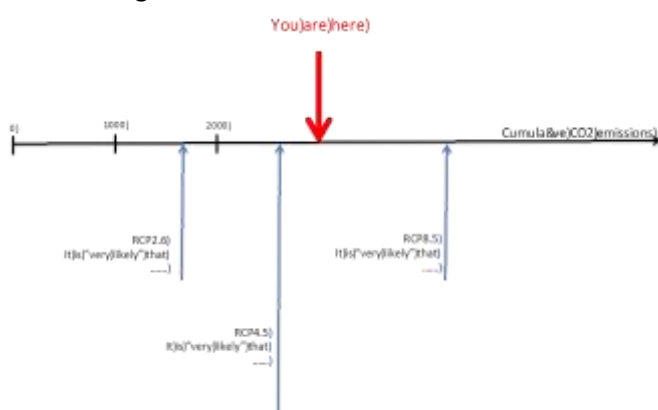 You)are)here)
0)
1000)
2000)
Cumula&ve)CO2)emissions)
RCP2.6)
It)is)"very)likely")that)
......)
RCP8.5)
It)is)"very)likely")that)
......)
RCP4.5)
It)is)"very)likely")that)
......)